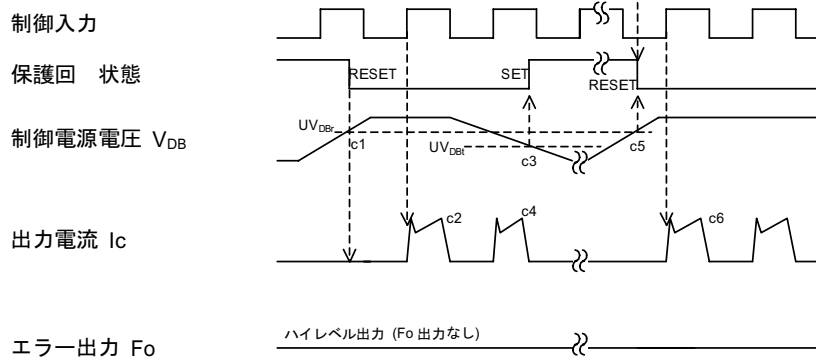 制御入力
保護回 状態
RESET
SET
RESET
制御電源電圧 VDB
UVDBr
c1
UVDBt
c3
c5
出力電流 Ic
c2
c4
c6
エラー出力 Fo
ハイレベル出力 (Fo 出力なし)